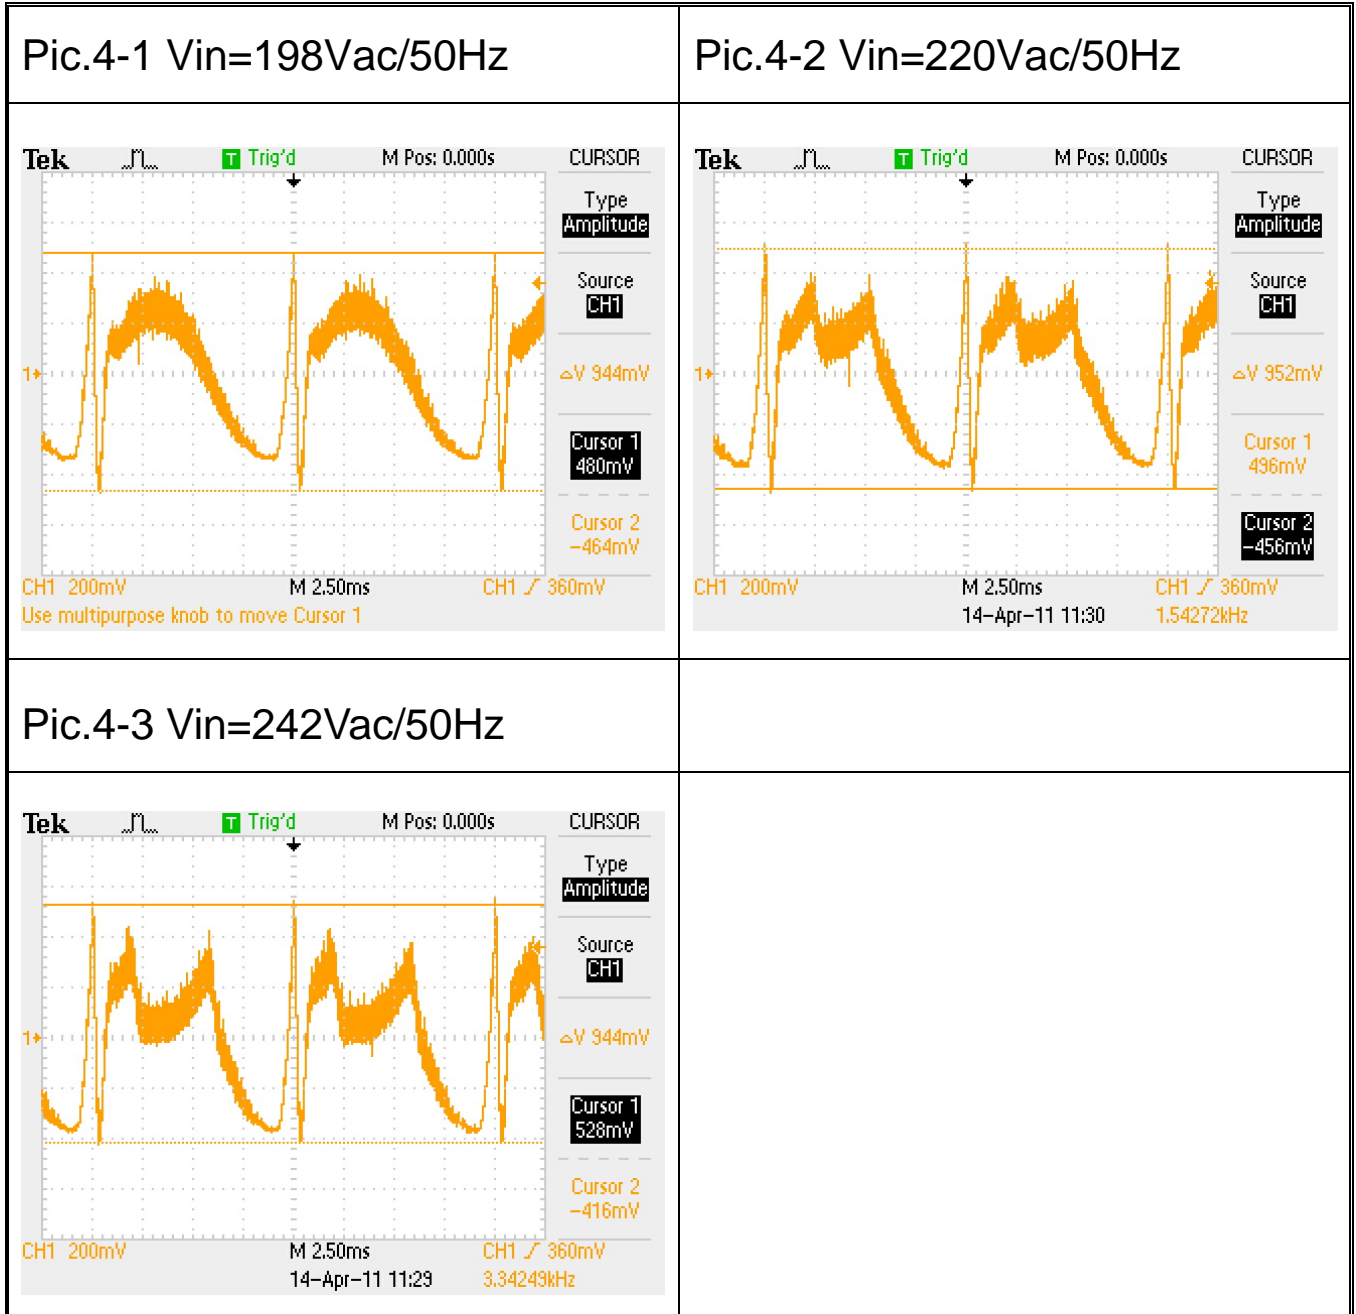 Pic.4-1 Vin=198Vac/50Hz
Pic.4-2 Vin=220Vac/50Hz
Tek T Trig'd M Pos: 0.000s CURSOR
Type
Amplitude
Source
CH1
△V 944mV
Cursor 1
480mV
Cursor 2
−464mV
1
CH1 200mV M 2.50ms CH1 360mV
Use multipurpose knob to move Cursor 1
Tek T Trig'd M Pos: 0.000s CURSOR
Type
Amplitude
Source
CH1
△V 952mV
Cursor 1
496mV
Cursor 2
−456mV
1
CH1 200mV M 2.50ms CH1 360mV
14−Apr−11 11:30 1.54272kHz
Pic.4-3 Vin=242Vac/50Hz
Tek T Trig'd M Pos: 0.000s CURSOR
Type
Amplitude
Source
CH1
△V 944mV
Cursor 1
528mV
Cursor 2
−416mV
1
CH1 200mV M 2.50ms CH1 360mV
14−Apr−11 11:29 3.34249kHz